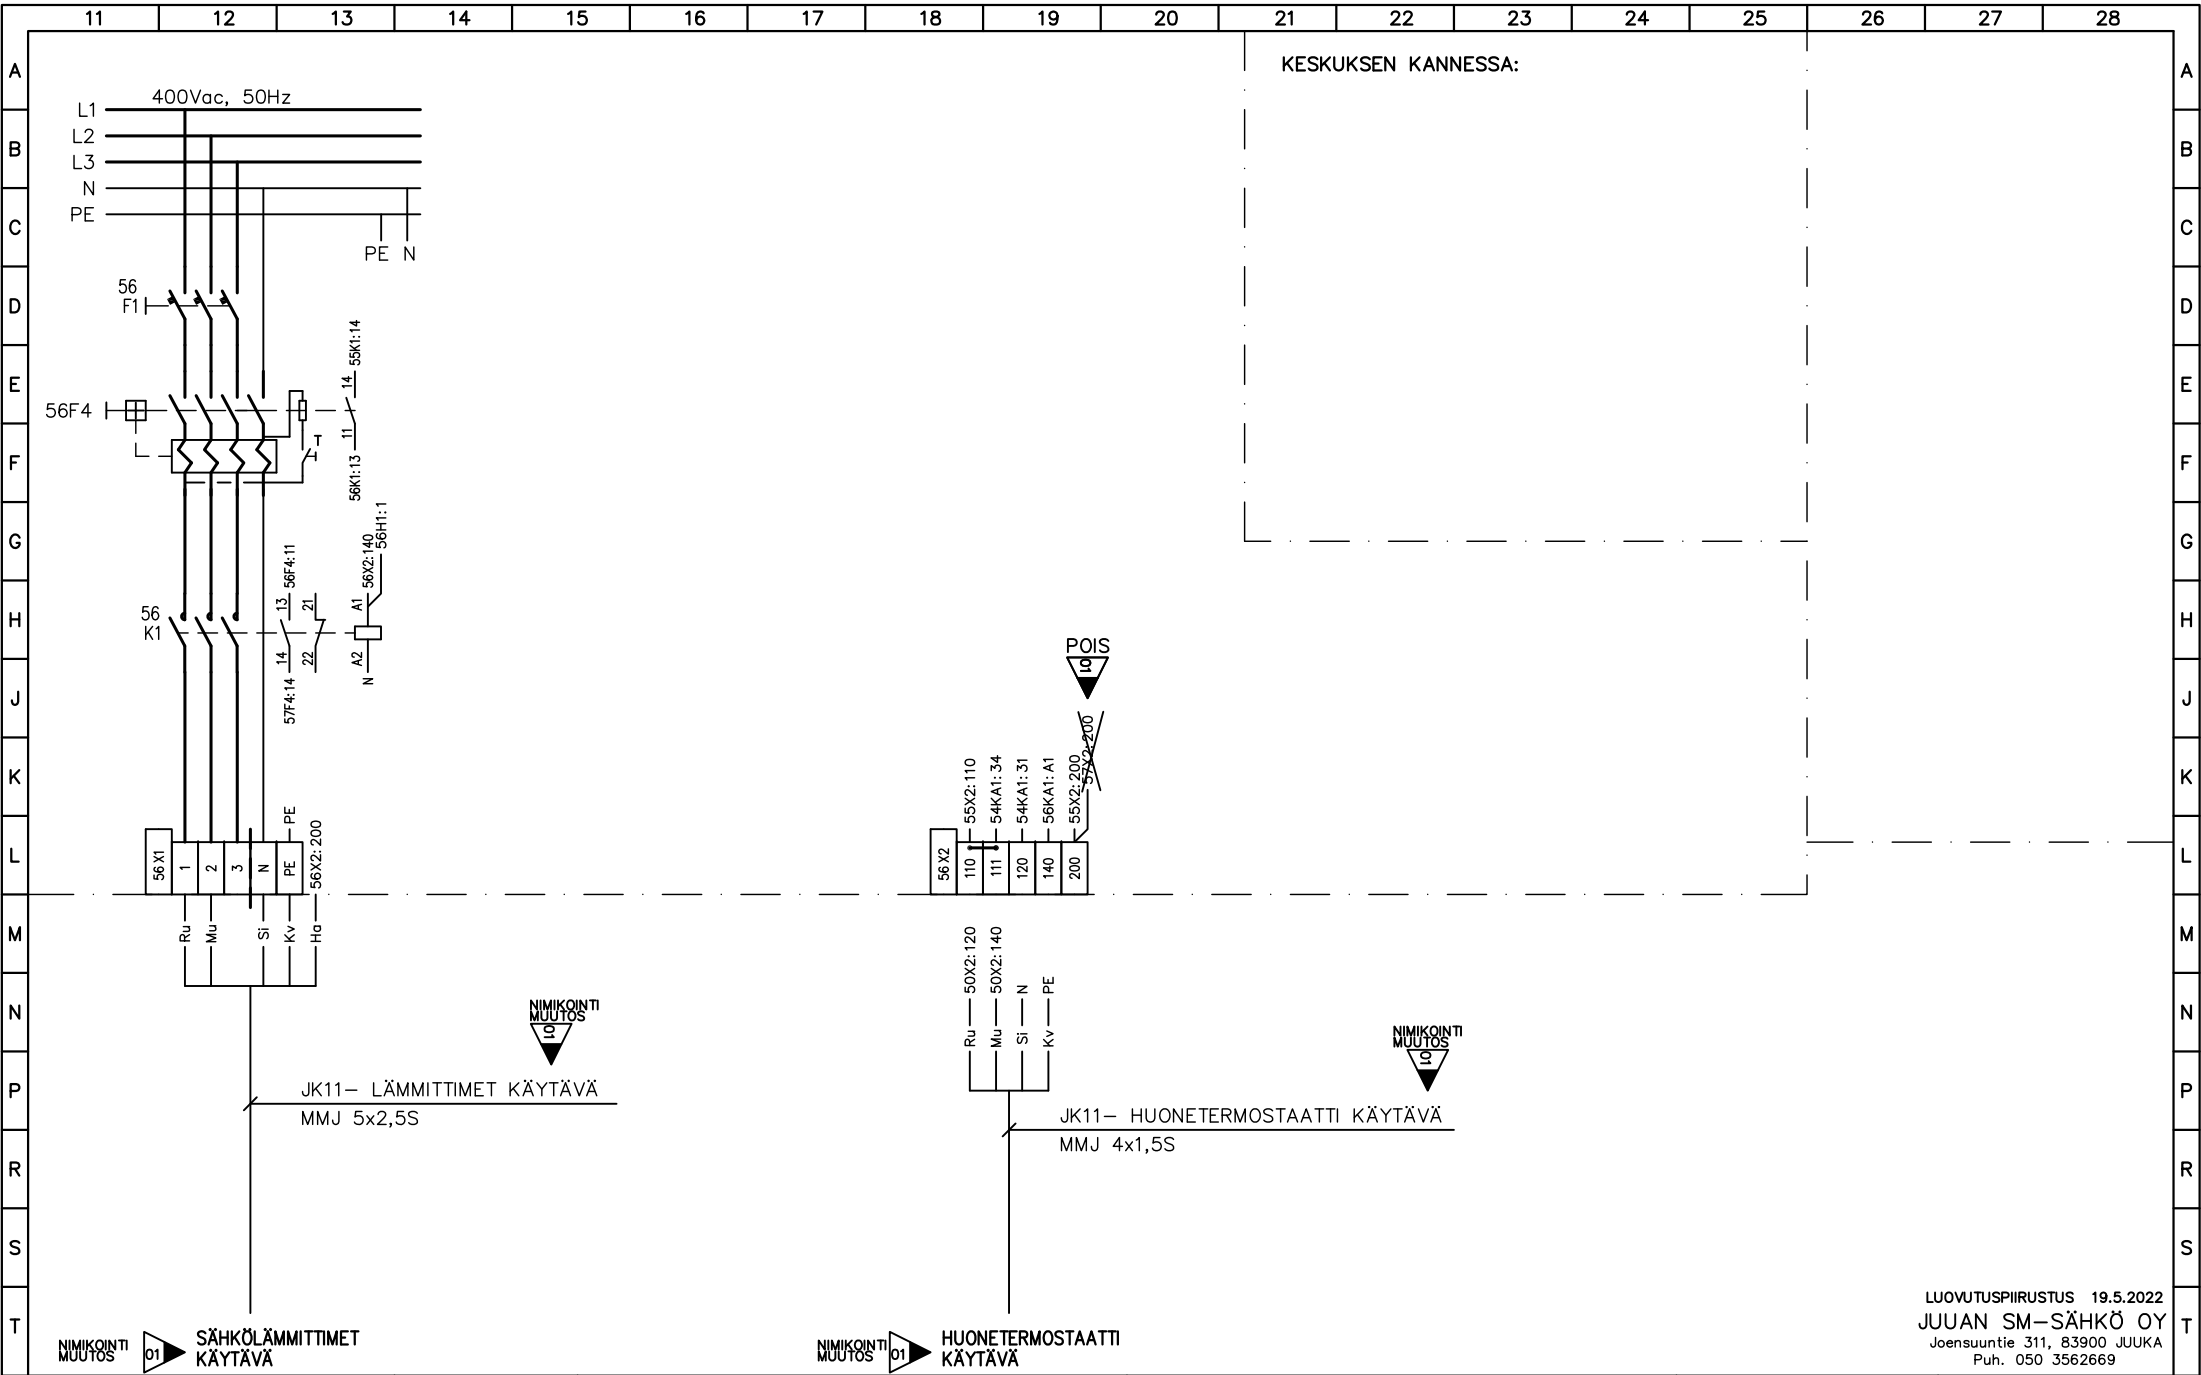 11 12 13 14 15 16 17 18 19 20 21 22 23 24 25 26 27 28
A A
KESKUKSEN KANNESSA:
400Vac, 50Hz
L1
L2
B B
L3
N
PE
C C
PE N
56
F1
D D
55K1:14
14
E E
56F4
11
T
F F
56K1:13
56H1:1
G G
56X2:140
56F4:11
13 21 A1
56
K1
H H
14 22 A2
N
57F4:14
POIS
01
J J
57X2:200
K K
55X2:110
54KA1:34
54KA1:31
56KA1:A1
55X2:200
PE
56X2:200
L L
56X1 1 2 3 N PE
56X2 110 111 120 140 200
M M
Ru Mu Si Kv Ha
50X2:120
50X2:140
N
PE
N N
Ru Mu Si Kv
NIMIKOINTI
MUUTOS
01
NIMIKOINTI
MUUTOS
01
P P
JK11- LÄMMITTIMET KÄYTÄVÄ
MMJ 5x2,5S
JK11- HUONETERMOSTAATTI KÄYTÄVÄ
MMJ 4x1,5S
R R
S S
T T
NIMIKOINTI
MUUTOS
01
SÄHKÖLÄMMITTIMET
KÄYTÄVÄ
NIMIKOINTI
MUUTOS
01
HUONETERMOSTAATTI
KÄYTÄVÄ
LUOVUTUSPIIRUSTUS 19.5.2022
JUUAN SM-SÄHKÖ OY
Joensuuntie 311, 83900 JUUKA
Puh. 050 3562669